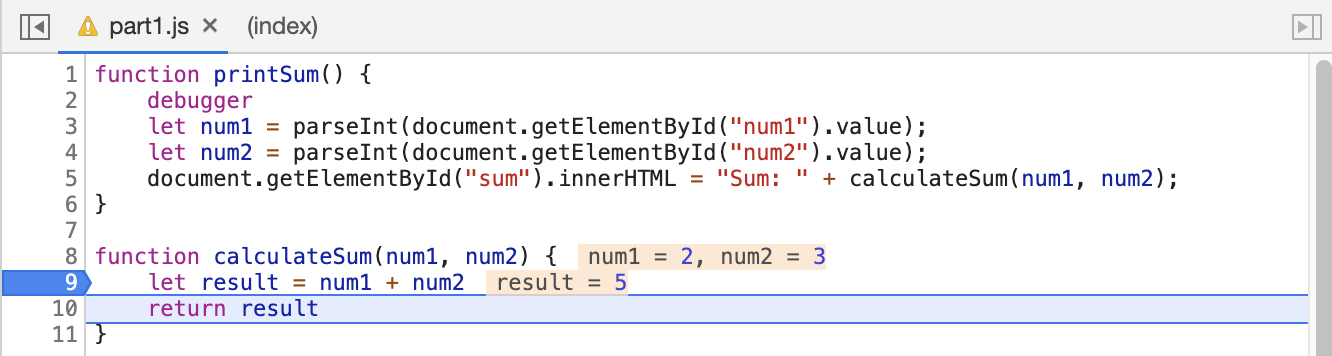 part1.js × (index)
1 function printSum() {
2 debugger
3 let num1 = parseInt(document.getElementById("num1").value);
4 let num2 = parseInt(document.getElementById("num2").value);
5 document.getElementById("sum").innerHTML = "Sum: " + calculateSum(num1, num2);
6 }
7
8 function calculateSum(num1, num2) { num1 = 2, num2 = 3
9 let result = num1 + num2 result = 5
10 return result
11 }